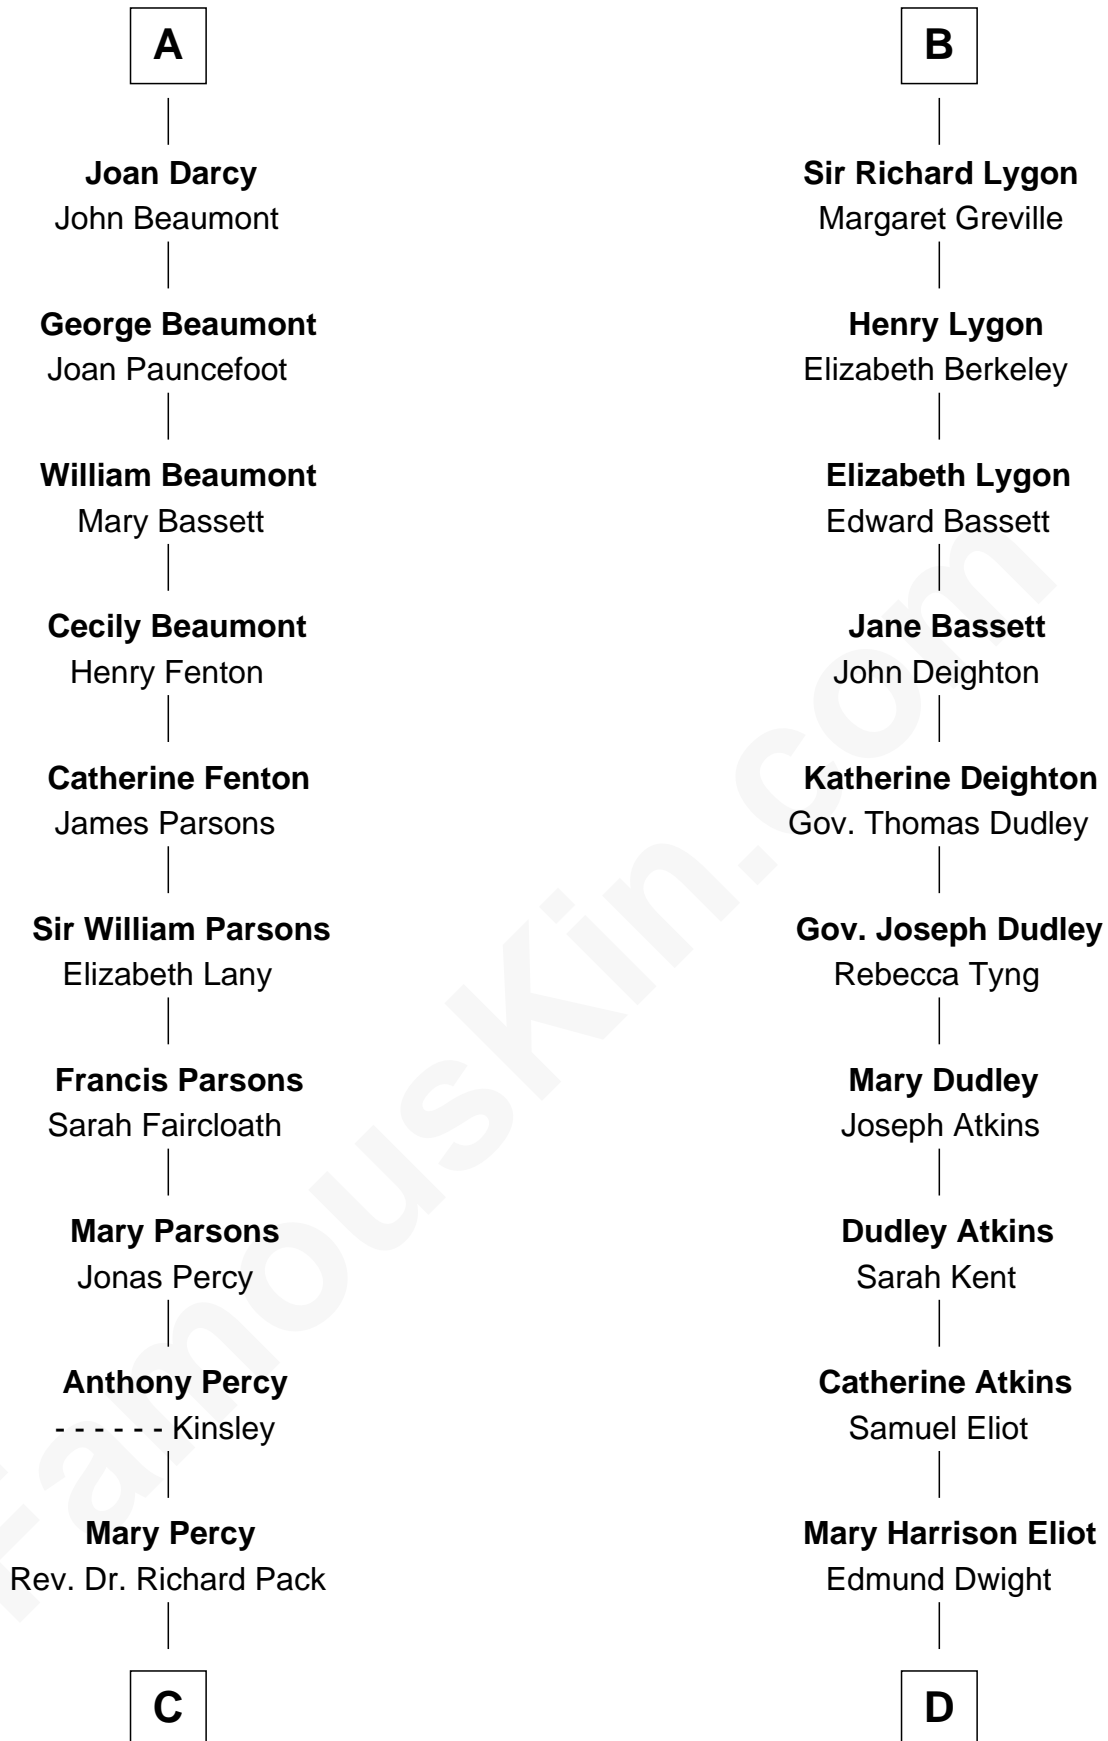 A
Joan Darcy
John Beaumont
George Beaumont
Joan Pauncefoot
William Beaumont
Mary Bassett
Cecily Beaumont
Henry Fenton
Catherine Fenton
James Parsons
Sir William Parsons
Elizabeth Lany
Francis Parsons
Sarah Faircloath
Mary Parsons
Jonas Percy
Anthony Percy
- - - - - - Kinsley
Mary Percy
Rev. Dr. Richard Pack
C
B
Sir Richard Lygon
Margaret Greville
Henry Lygon
Elizabeth Berkeley
Elizabeth Lygon
Edward Bassett
Jane Bassett
John Deighton
Katherine Deighton
Gov. Thomas Dudley
Gov. Joseph Dudley
Rebecca Tyng
Mary Dudley
Joseph Atkins
Dudley Atkins
Sarah Kent
Catherine Atkins
Samuel Eliot
Mary Harrison Eliot
Edmund Dwight
D
FamousKin.com